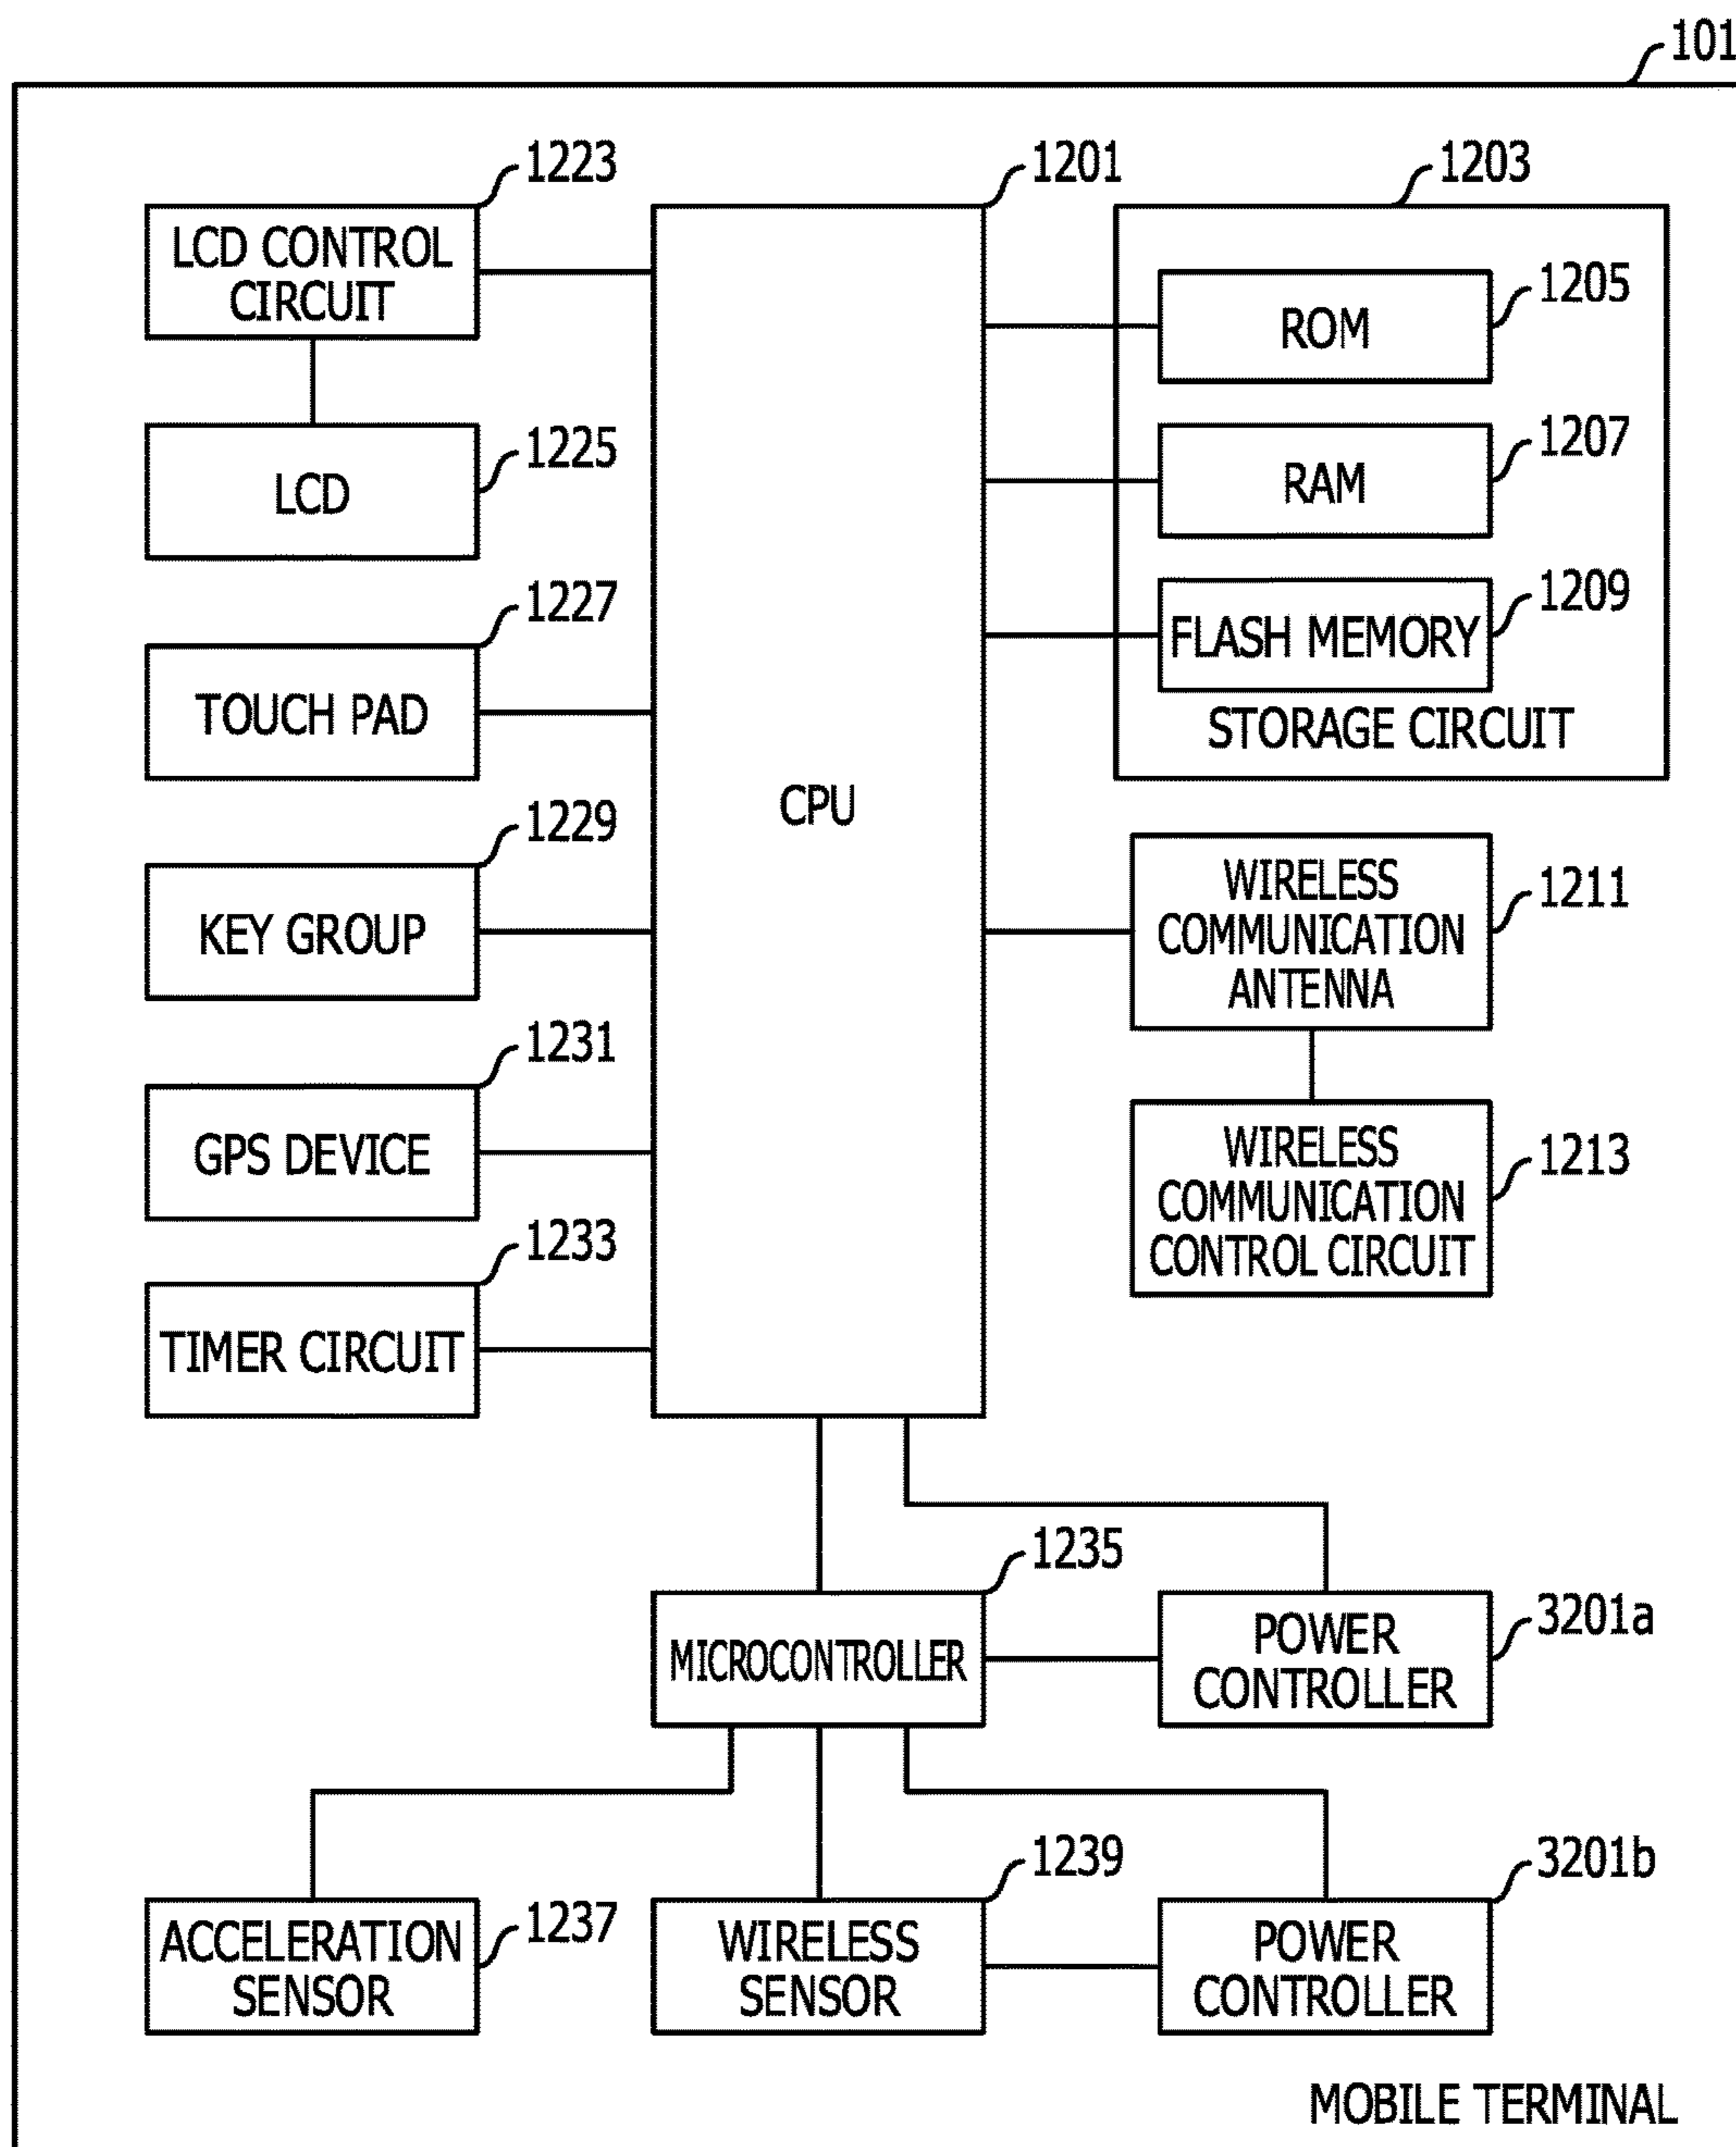 101
1223
1201
1203
LCD CONTROL
CIRCUIT
1205
ROM
1225
LCD
1207
RAM
1227
TOUCH PAD
1209
FLASH MEMORY
STORAGE CIRCUIT
CPU
1229
KEY GROUP
WIRELESS
COMMUNICATION
ANTENNA
1211
1231
GPS DEVICE
WIRELESS
COMMUNICATION
CONTROL CIRCUIT
1213
1233
TIMER CIRCUIT
1235
MICROCONTROLLER
POWER
CONTROLLER
3201a
ACCELERATION
SENSOR
1237
1239
WIRELESS
SENSOR
3201b
POWER
CONTROLLER
MOBILE TERMINAL